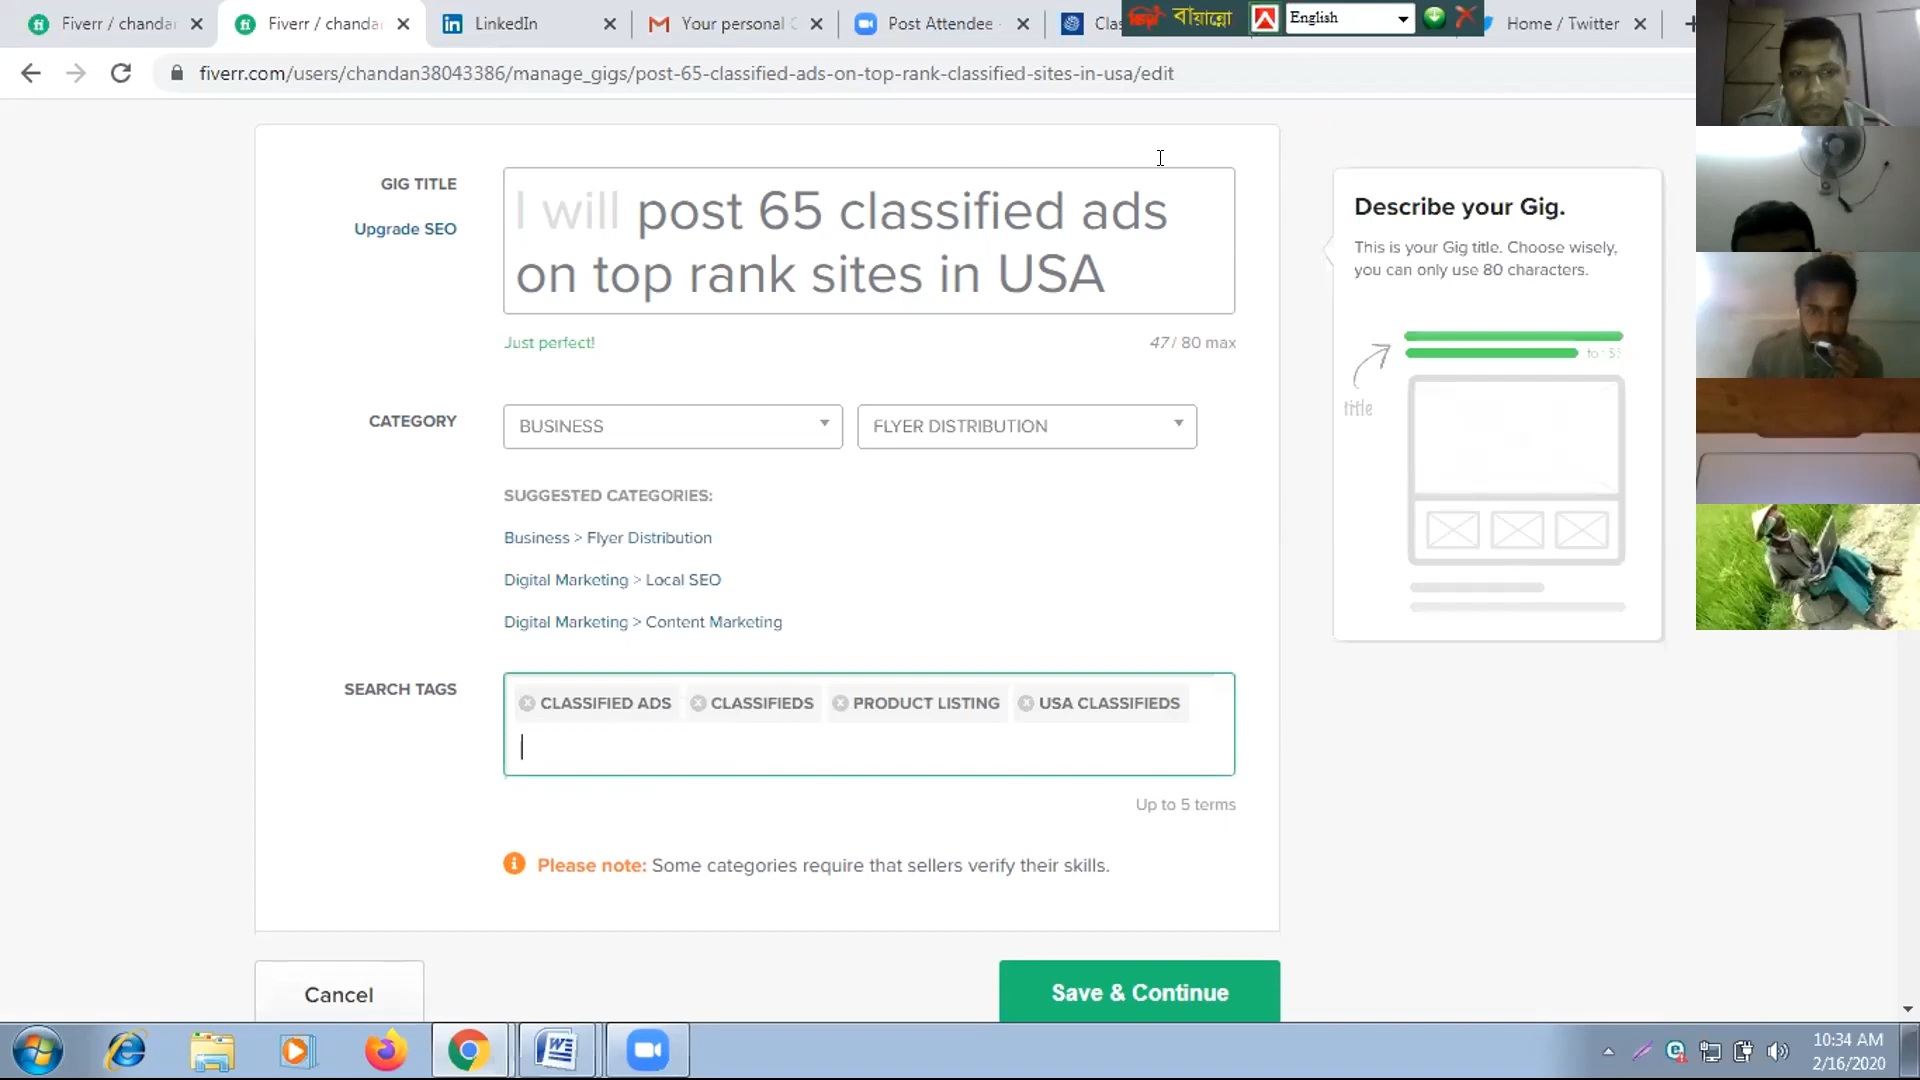 Fiverr / chandan
Fiverr / chandan
LinkedIn
Your personal
Post Attendee -
Cla
বায়ান্নো
English
Home / Twitter
fiverr.com/users/chandan38043386/manage_gigs/post-65-classified-ads-on-top-rank-classified-sites-in-usa/edit
GIG TITLE
Upgrade SEO
I will post 65 classified ads
on top rank sites in USA
Just perfect!
47 / 80 max
Describe your Gig.
This is your Gig title. Choose wisely,
you can only use 80 characters.
title
CATEGORY
BUSINESS
FLYER DISTRIBUTION
SUGGESTED CATEGORIES:
Business > Flyer Distribution
Digital Marketing > Local SEO
Digital Marketing > Content Marketing
SEARCH TAGS
CLASSIFIED ADS
CLASSIFIEDS
PRODUCT LISTING
USA CLASSIFIEDS
Up to 5 terms
Please note: Some categories require that sellers verify their skills.
Cancel
Save & Continue
10:34 AM
2/16/2020